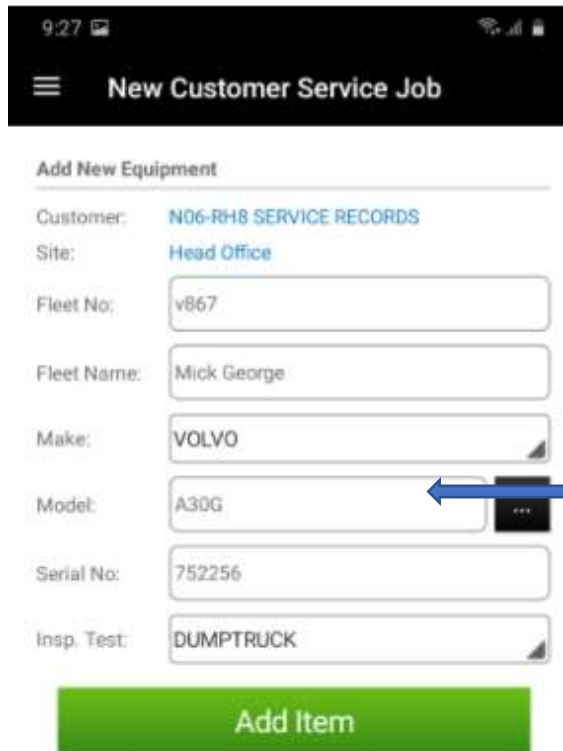 9:27
New Customer Service Job
Add New Equipment
Customer: N06-RH8 SERVICE RECORDS
Site: Head Office
Fleet No: v867
Fleet Name: Mick George
Make: VOLVO
Model: A30G ...
Serial No: 752256
Insp. Test: DUMPTRUCK
Add Item